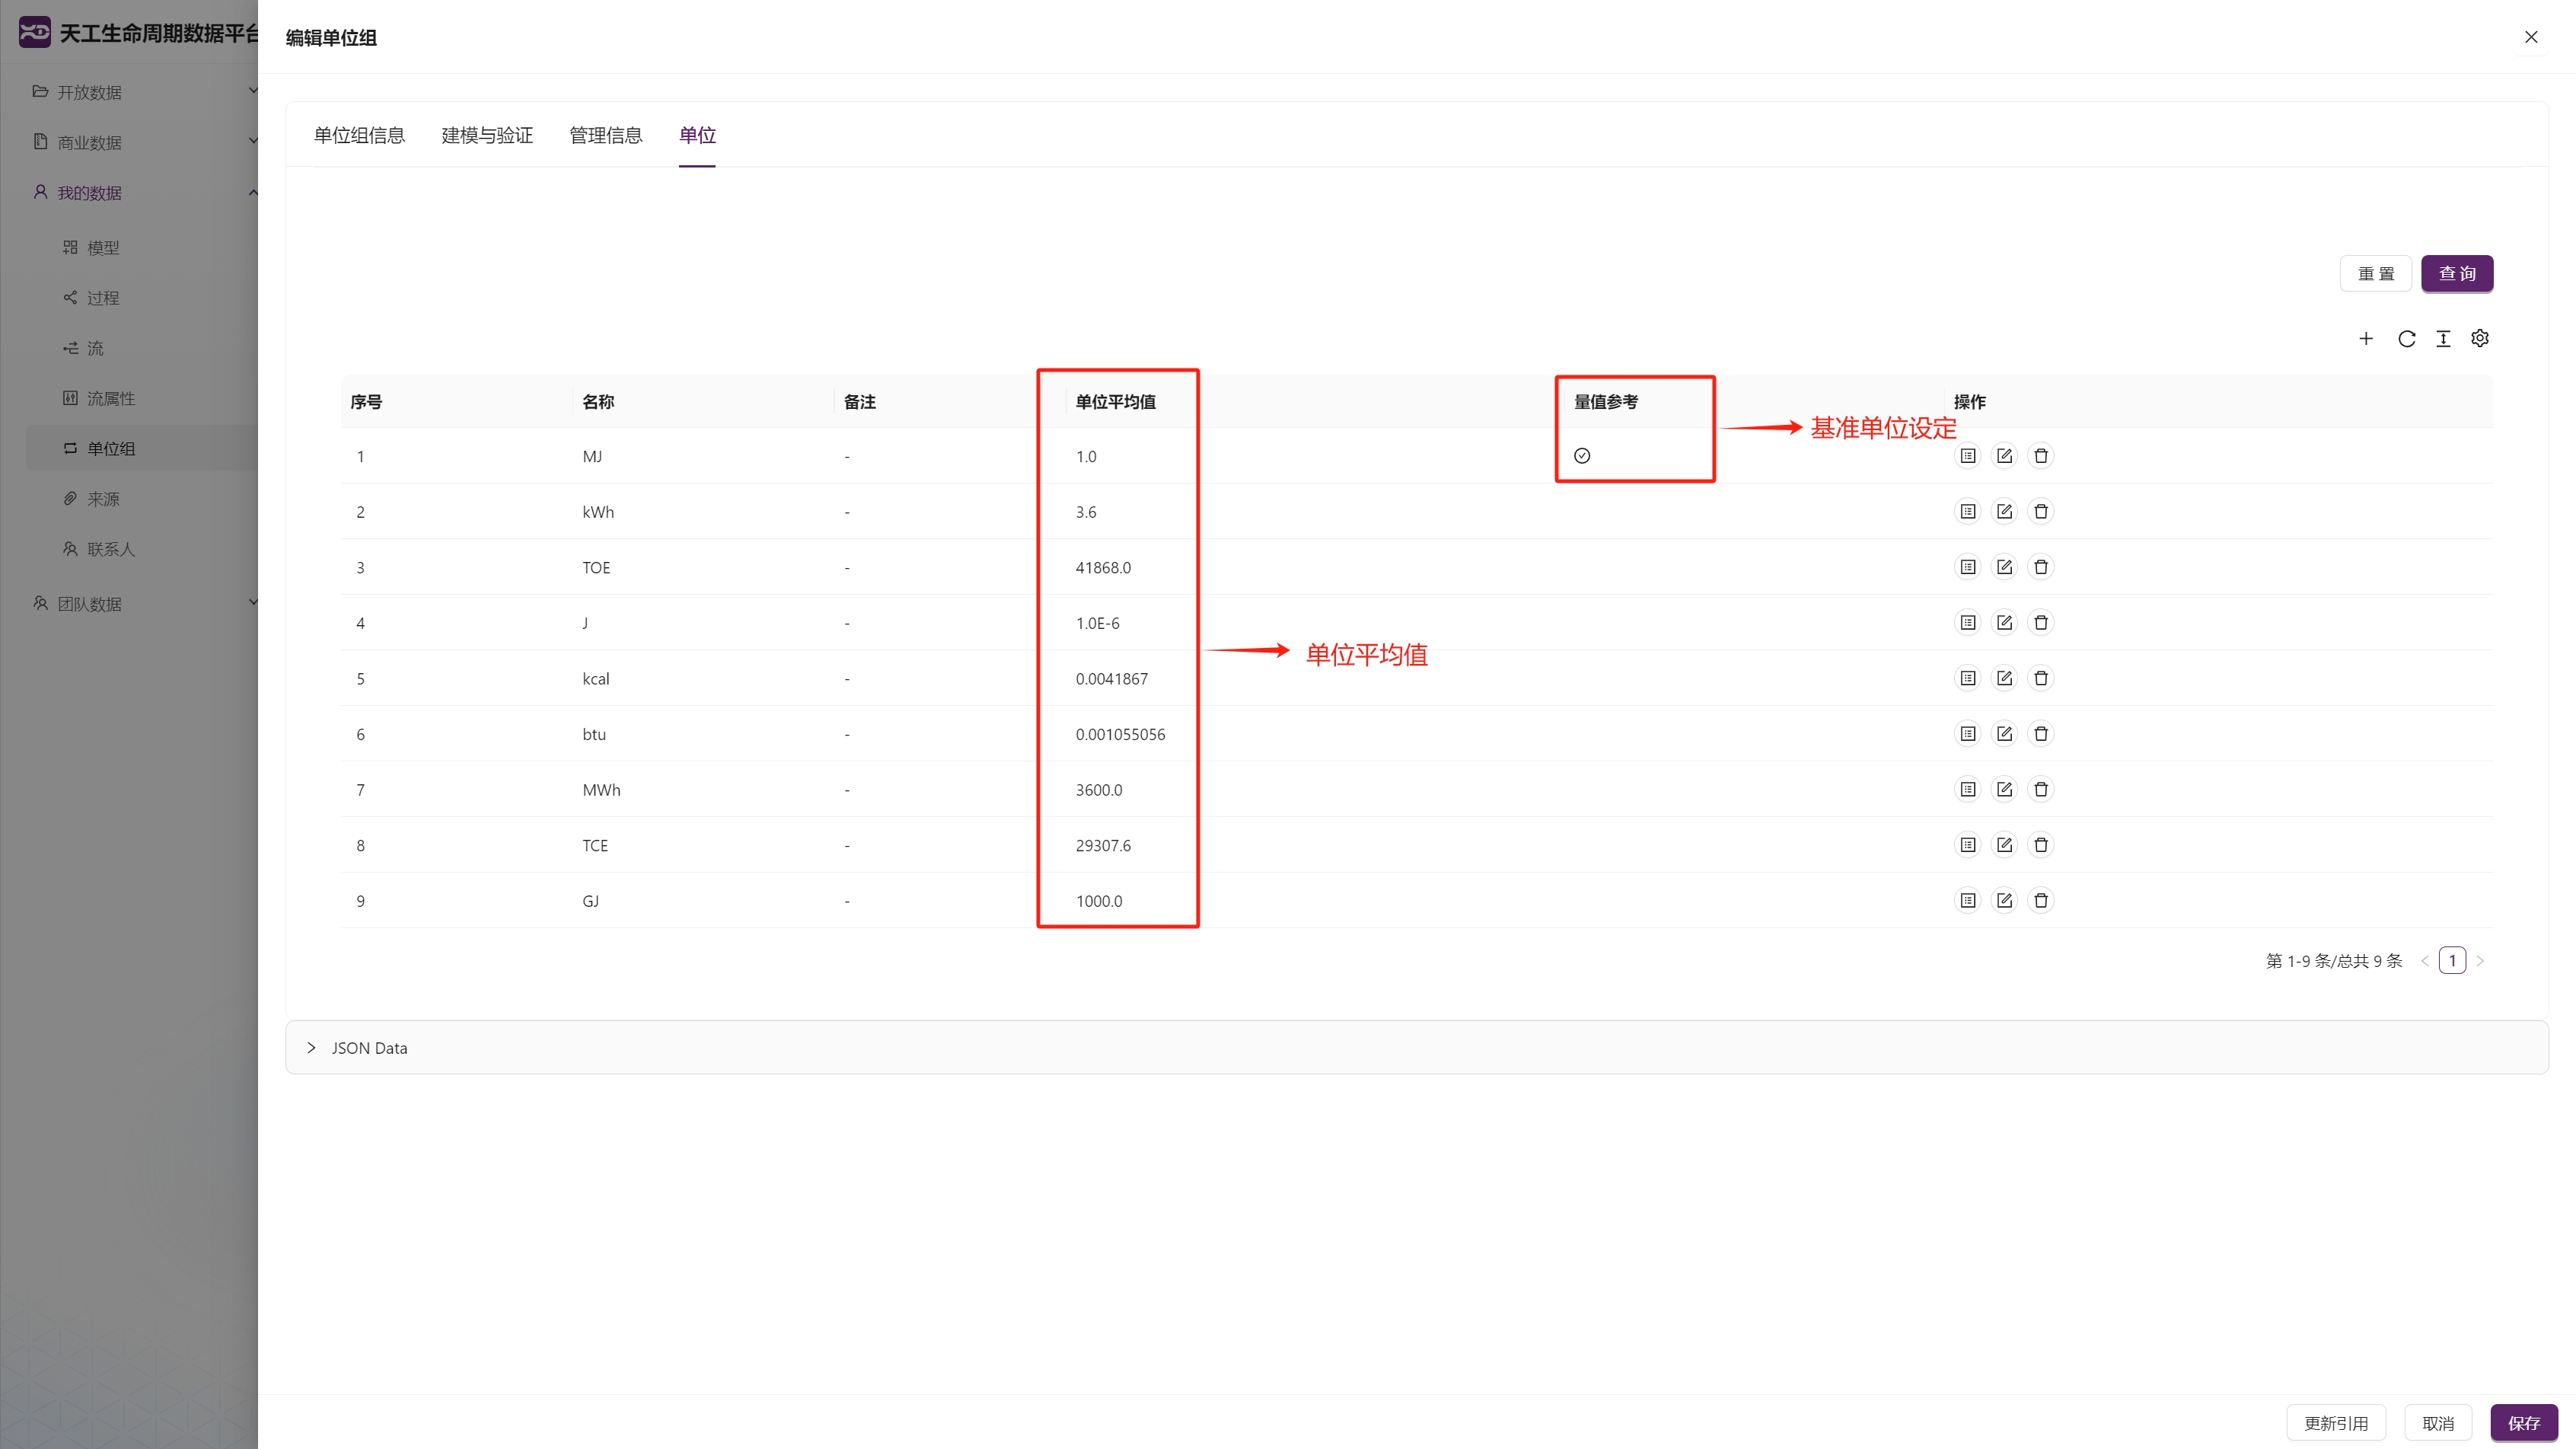 天工生命周期数据平台
开放数据
商业数据
我的数据
模型
过程
流
流属性
单位组
来源
联系人
团队数据
编辑单位组
单位组信息 建模与验证 管理信息 单位
重置 查询
序号 名称 备注 单位平均值 量值参考 操作
基准单位设定
1 MJ - 1.0
2 kWh - 3.6
3 TOE - 41868.0
4 J - 1.0E-6
单位平均值
5 kcal - 0.0041867
6 btu - 0.001055056
7 MWh - 3600.0
8 TCE - 29307.6
9 GJ - 1000.0
第 1-9 条/总共 9 条 < 1 >
JSON Data
更新引用 取消 保存